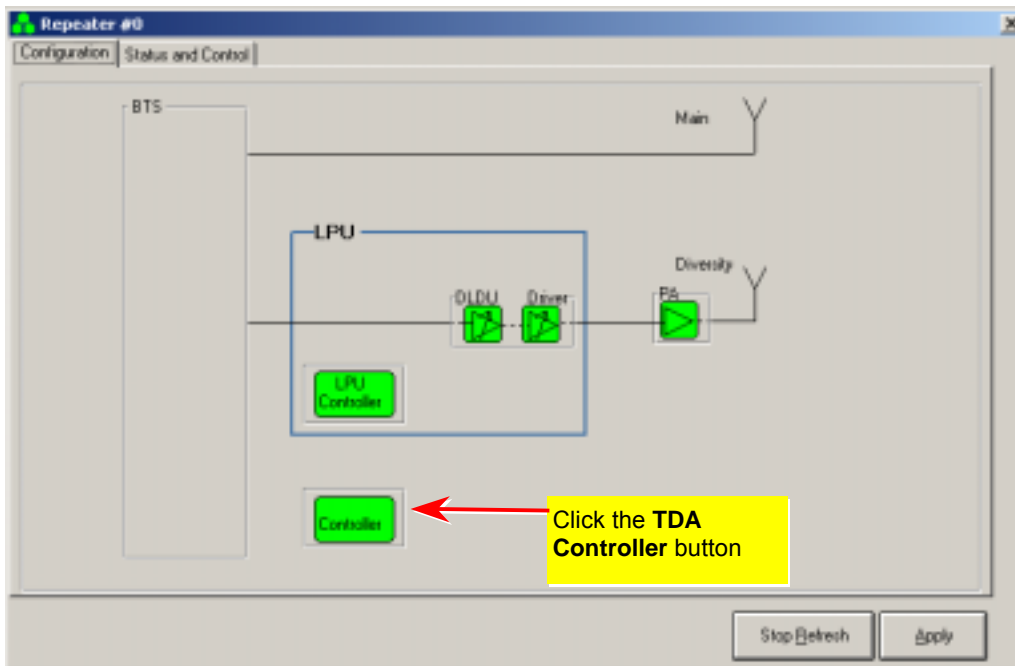 Repeater #0
Configuration
Status and Control
BTS
Main
LPU
Diversity
DLDU
Driver
PA
LPU
Controller
Controller
Click the TDA
Controller button
Stop Refresh
Apply